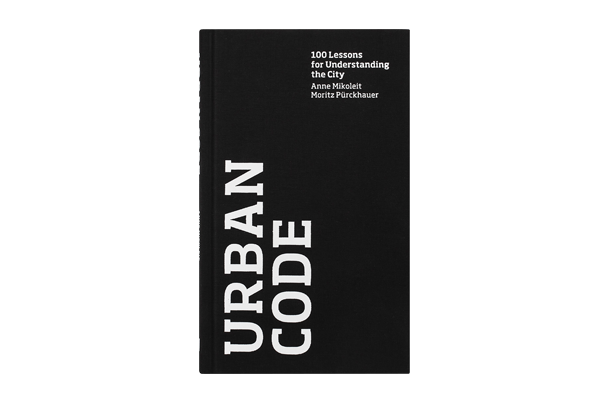 100 Lessons
for Understanding
the City
Anne Mikoleit
Moritz Pürckhauer
URBAN
CODE